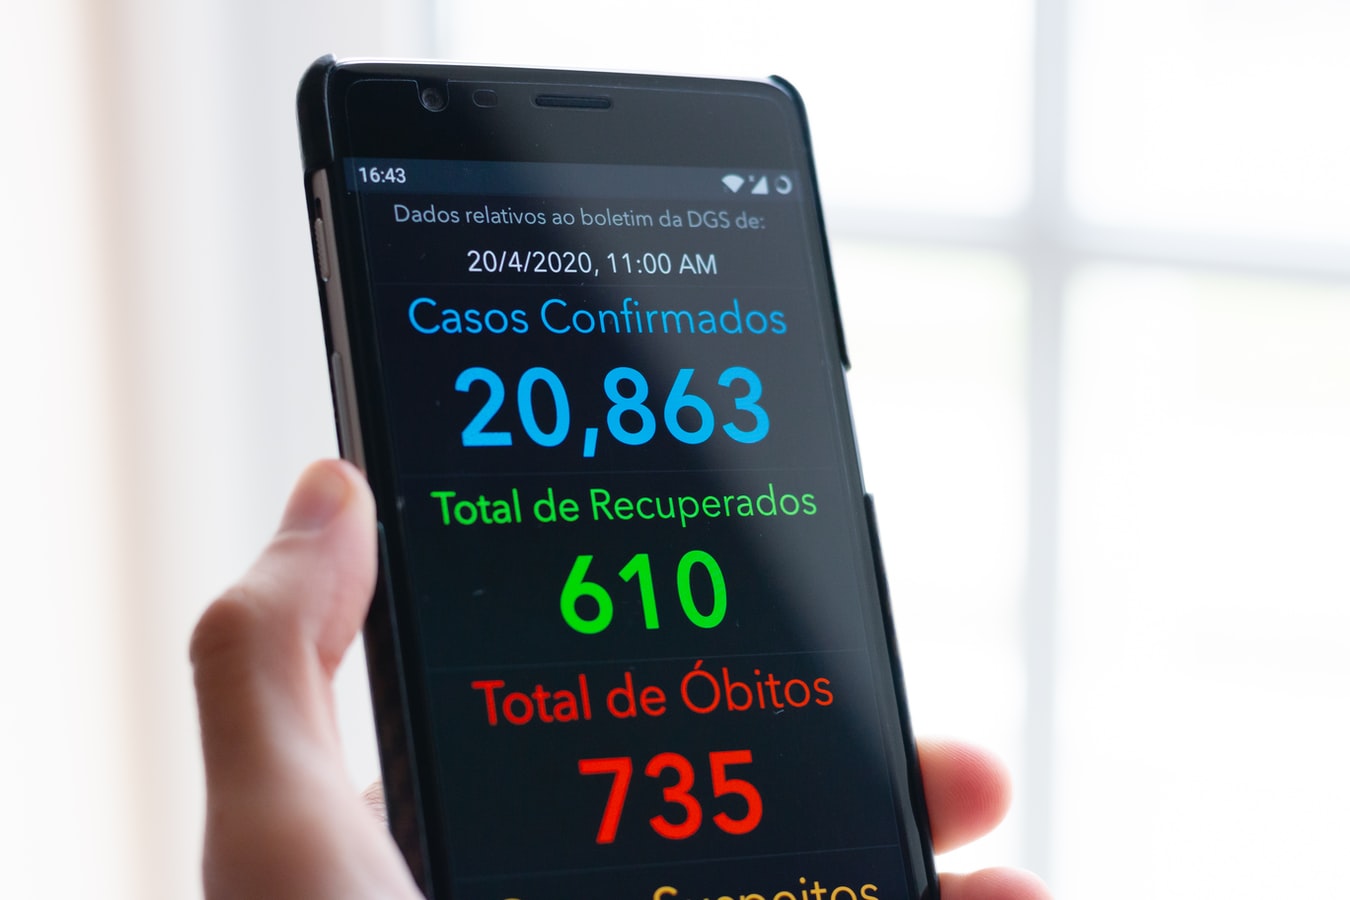 16:43
Dados relativos ao boletim da DGS de:
20/4/2020, 11:00 AM
Casos Confirmados
20,863
Total de Recuperados
610
Total de Óbitos
735
Suspeitos